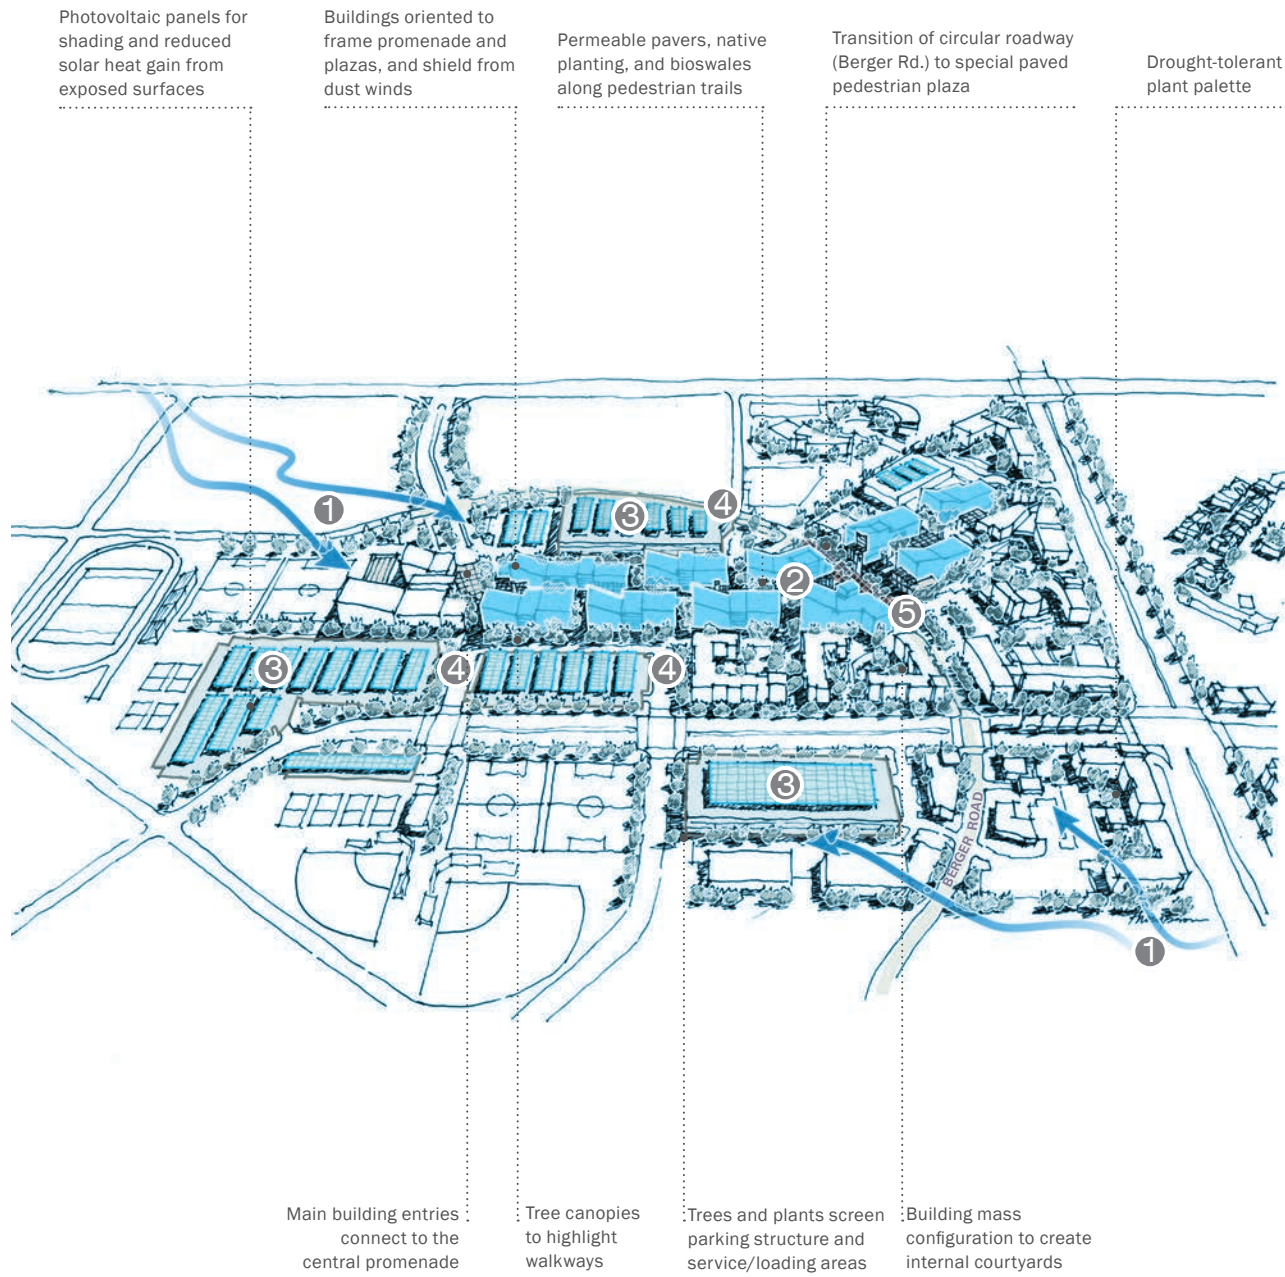 Photovoltaic panels for
shading and reduced
solar heat gain from
exposed surfaces
Buildings oriented to
frame promenade and
plazas, and shield from
dust winds
Permeable pavers, native
planting, and bioswales
along pedestrian trails
Transition of circular roadway
(Berger Rd.) to special paved
pedestrian plaza
Drought-tolerant
plant palette
1
3
4
2
5
3
4
4
3
BERGER ROAD
1
Main building entries
connect to the
central promenade
Tree canopies
to highlight
walkways
Trees and plants screen
parking structure and
service/loading areas
Building mass
configuration to create
internal courtyards